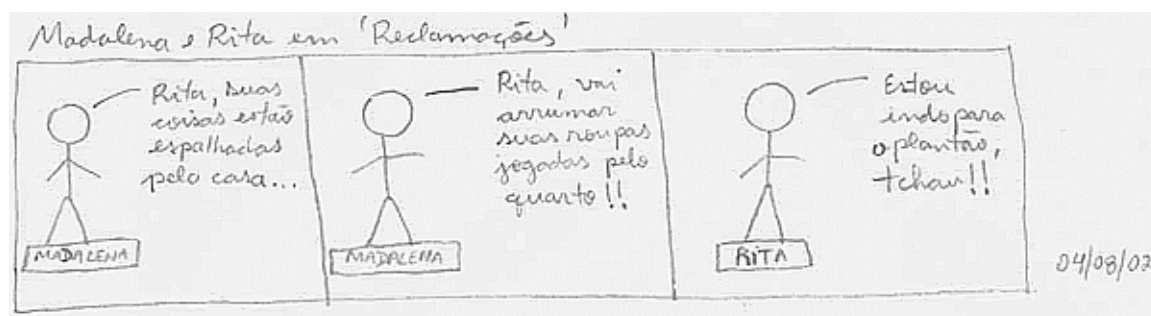 Madalena e Rita em 'Reclamações'
Rita, suas
coisas estão
espalhadas
pela casa...
MADALENA
Rita, vai
arrumar
suas roupas
jogadas pelo
quarto!!
MADALENA
Estou
indo para
o plantão,
tchau!!
RITA
04/08/02